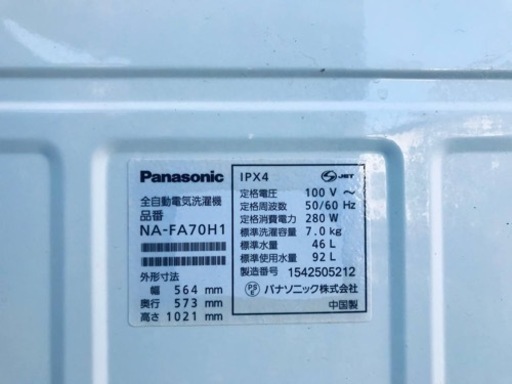 Panasonic
全自動電気洗濯機
品番
NA-FA70H1
外形寸法
幅 564 mm
奥行 573 mm
高さ 1021 mm
IPX4
JET
定格電圧 100 V ～
定格周波数 50/60 Hz
定格消費電力 280 W
標準洗濯容量 7.0 kg
標準水量 46 L
標準使用水量 92 L
製造番号 1542505212
PS E パナソニック株式会社
中国製